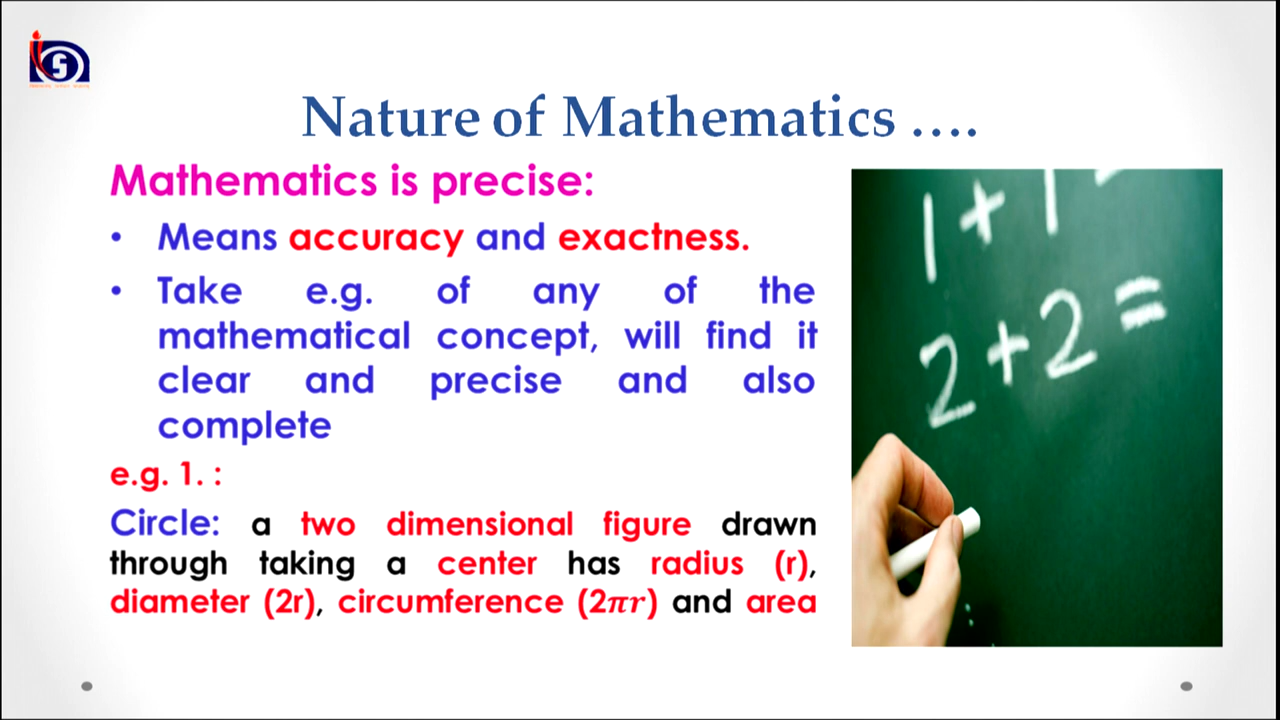 Nature of Mathematics ....
Mathematics is precise:
• Means accuracy and exactness.
• Take e.g. of any of the
mathematical concept, will find it
clear and precise and also
complete
e.g. 1. :
Circle: a two dimensional figure drawn
through taking a center has radius (r),
diameter (2r), circumference (2𝜋𝑟) and area
1 + 1 =
2 + 2 =